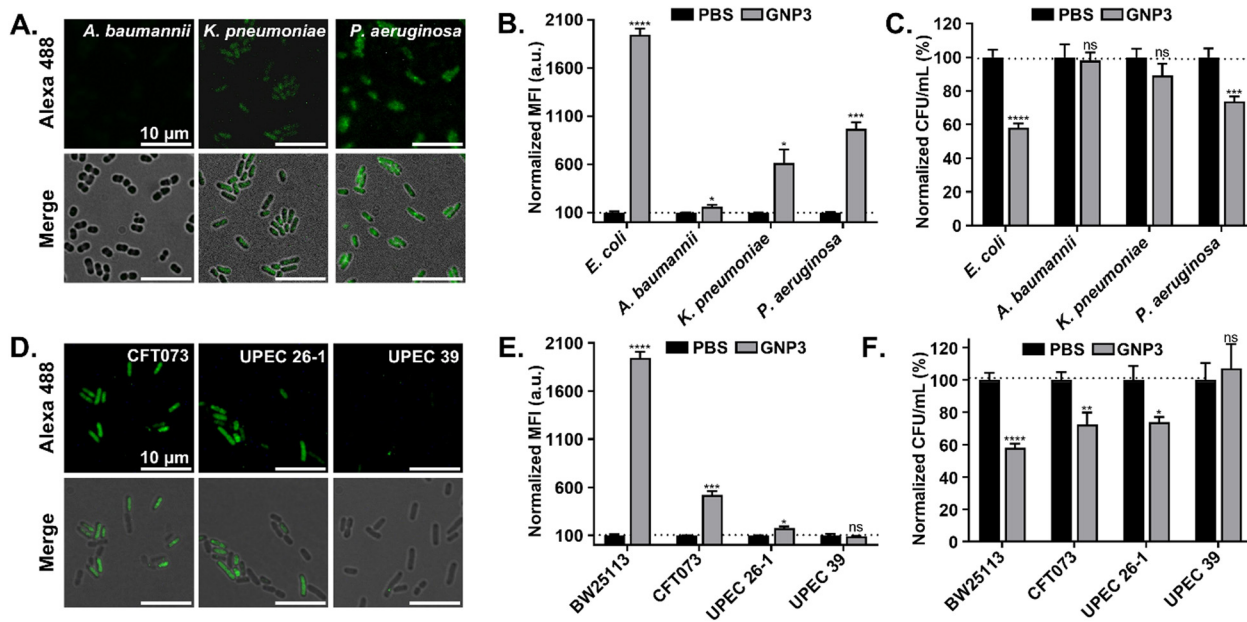 A.
Alexa 488
Merge
A. baumannii
K. pneumoniae
P. aeruginosa
10 µm
B.
PBS
GNP3
Normalized MFI (a.u.)
2100
1600
1100
600
100
****
*
*
***
E. coli
A. baumannii
K. pneumoniae
P. aeruginosa
C.
PBS
GNP3
Normalized CFU/mL (%)
120
100
80
60
40
20
0
****
ns
ns
***
E. coli
A. baumannii
K. pneumoniae
P. aeruginosa
D.
Alexa 488
Merge
CFT073
UPEC 26-1
UPEC 39
10 µm
E.
PBS
GNP3
Normalized MFI (a.u.)
2100
1600
1100
600
100
****
***
*
ns
BW25113
CFT073
UPEC 26-1
UPEC 39
F.
PBS
GNP3
Normalized CFU/mL (%)
120
100
80
60
40
20
0
****
**
*
ns
BW25113
CFT073
UPEC 26-1
UPEC 39